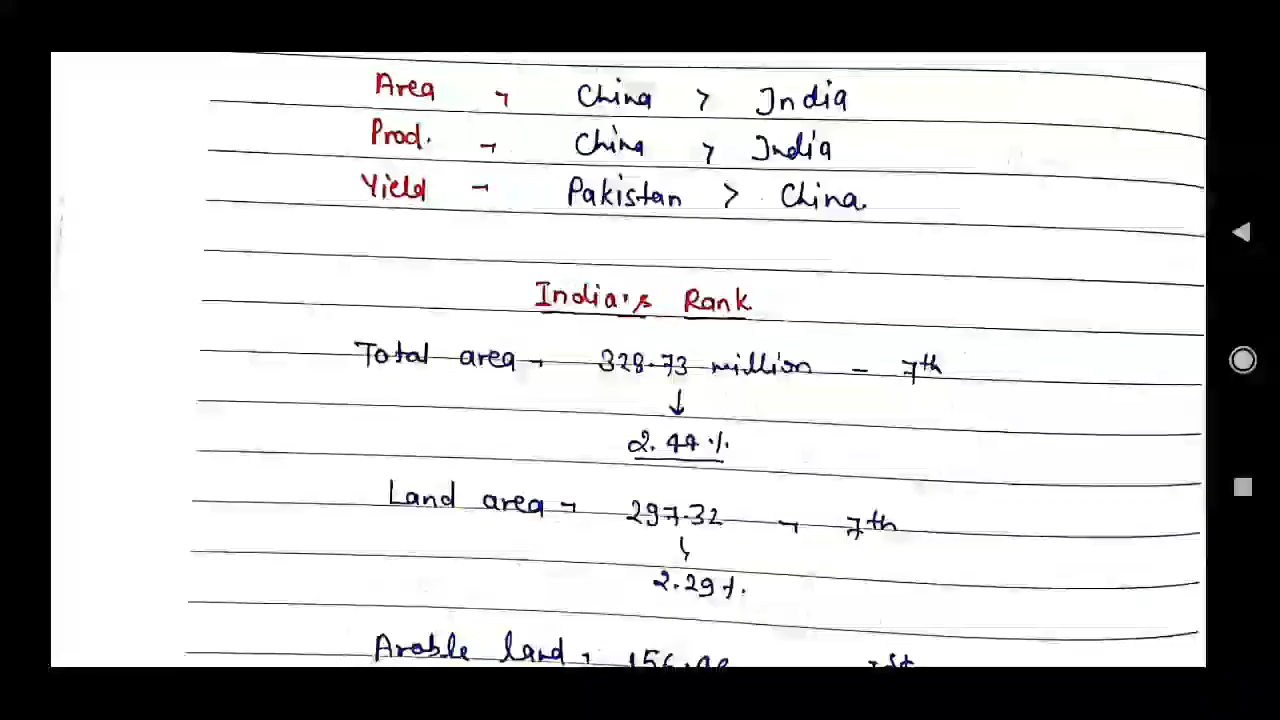 Area → China > India
Prod. → China > India
Yield → Pakistan > China
India's Rank
Total area → 328.73 million - 7th
↓
2.44%
Land area → 297.32 → 7th
↓
2.29%
Arable land →